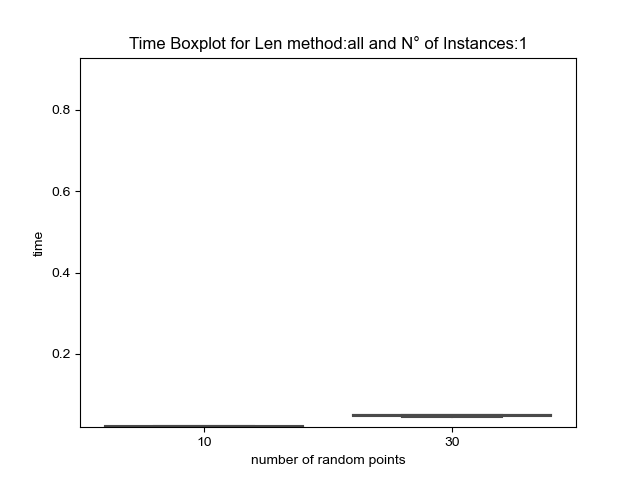 Time Boxplot for Len method:all and N° of Instances:1
0.8
0.6
time
0.4
0.2
10
30
number of random points